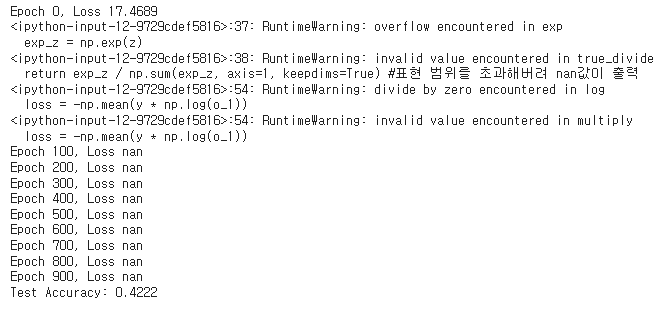 Epoch 0, Loss 17.4689
<ipython-input-12-9729cdef5816>:37: RuntimeWarning: overflow encountered in exp
  exp_z = np.exp(z)
<ipython-input-12-9729cdef5816>:38: RuntimeWarning: invalid value encountered in true_divide
  return exp_z / np.sum(exp_z, axis=1, keepdims=True) #표현 범위를 초과해버려 nan값이 출력
<ipython-input-12-9729cdef5816>:54: RuntimeWarning: divide by zero encountered in log
  loss = -np.mean(y * np.log(o_1))
<ipython-input-12-9729cdef5816>:54: RuntimeWarning: invalid value encountered in multiply
  loss = -np.mean(y * np.log(o_1))
Epoch 100, Loss nan
Epoch 200, Loss nan
Epoch 300, Loss nan
Epoch 400, Loss nan
Epoch 500, Loss nan
Epoch 600, Loss nan
Epoch 700, Loss nan
Epoch 800, Loss nan
Epoch 900, Loss nan
Test Accuracy: 0.4222